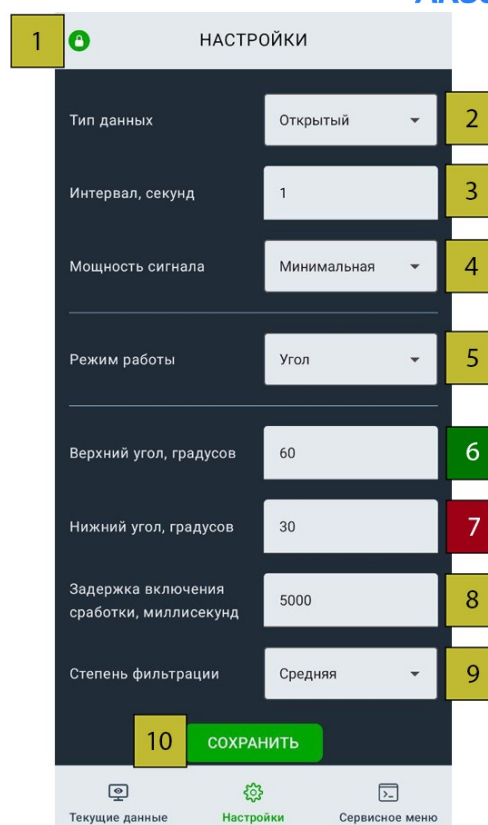 1 НАСТРОЙКИ
Тип данных Открытый 2
Интервал, секунд 1 3
Мощность сигнала Минимальная 4
Режим работы Угол 5
Верхний угол, градусов 60 6
Нижний угол, градусов 30 7
Задержка включения
сработки, миллисекунд 5000 8
Степень фильтрации Средняя 9
10 СОХРАНИТЬ
Текущие данные Настройки Сервисное меню